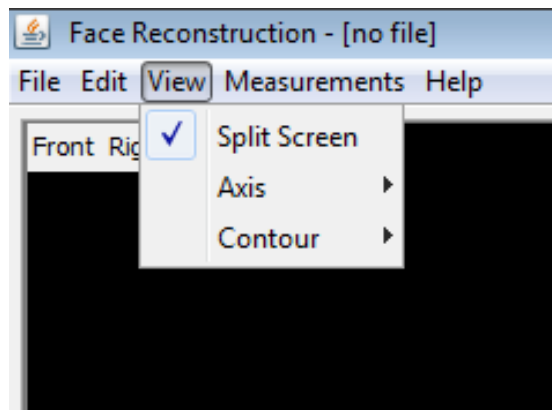 Face Reconstruction - [no file]
File Edit View Measurements Help
Front
Split Screen
Axis
Contour